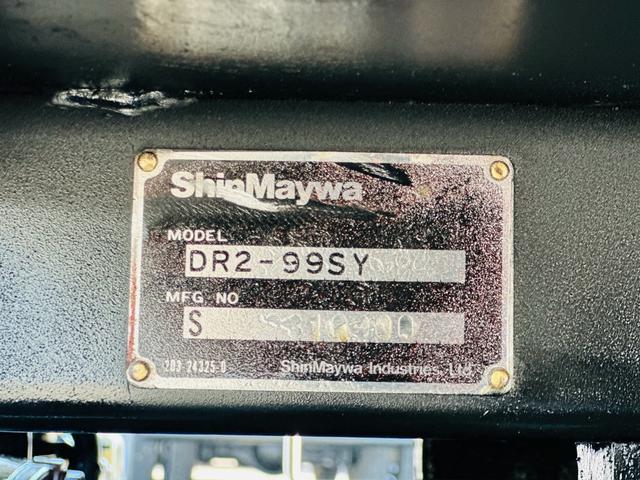 ShinMaywa
MODEL
DR2-99SY
MFG. NO
S
ShinMaywa Industries, Ltd.